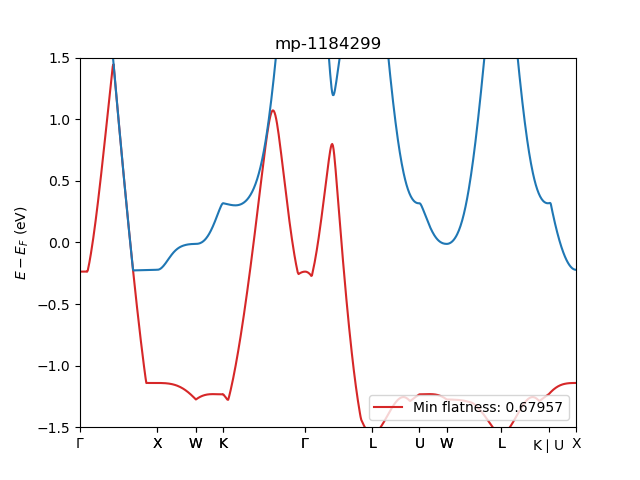 mp-1184299
E − E_F (eV)
1.5
1.0
0.5
0.0
−0.5
−1.0
−1.5
Min flatness: 0.67957
Γ X W K Γ L U W L K | U X